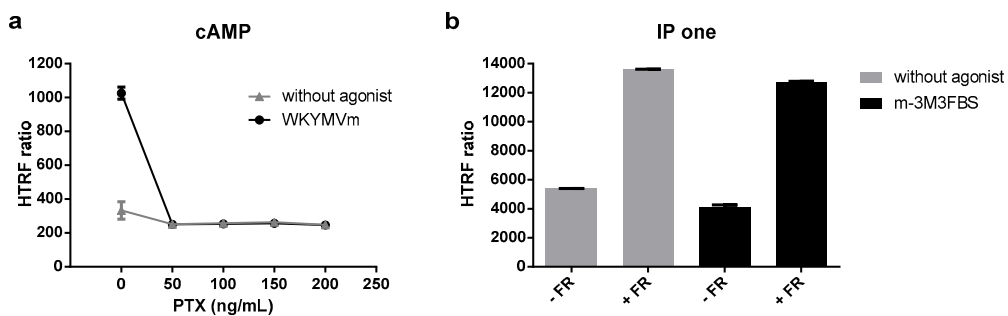 a
cAMP
HTRF ratio
1200
1000
800
600
400
200
0
0 50 100 150 200 250
PTX (ng/mL)
without agonist
WKYMVm
b
IP one
HTRF ratio
14000
12000
10000
8000
6000
4000
2000
0
- FR + FR - FR + FR
without agonist
m-3M3FBS